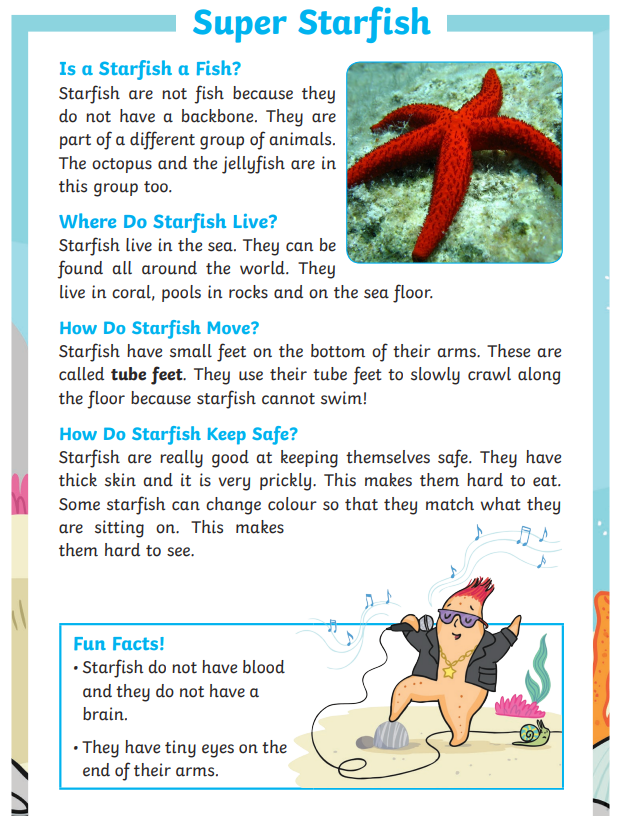 Super Starfish
Is a Starfish a Fish?
Starfish are not fish because they
do not have a backbone. They are
part of a different group of animals.
The octopus and the jellyfish are in
this group too.
Where Do Starfish Live?
Starfish live in the sea. They can be
found all around the world. They
live in coral, pools in rocks and on the sea floor.
How Do Starfish Move?
Starfish have small feet on the bottom of their arms. These are
called tube feet. They use their tube feet to slowly crawl along
the floor because starfish cannot swim!
How Do Starfish Keep Safe?
Starfish are really good at keeping themselves safe. They have
thick skin and it is very prickly. This makes them hard to eat.
Some starfish can change colour so that they match what they
are sitting on. This makes
them hard to see.
Fun Facts!
• Starfish do not have blood
and they do not have a
brain.
• They have tiny eyes on the
end of their arms.